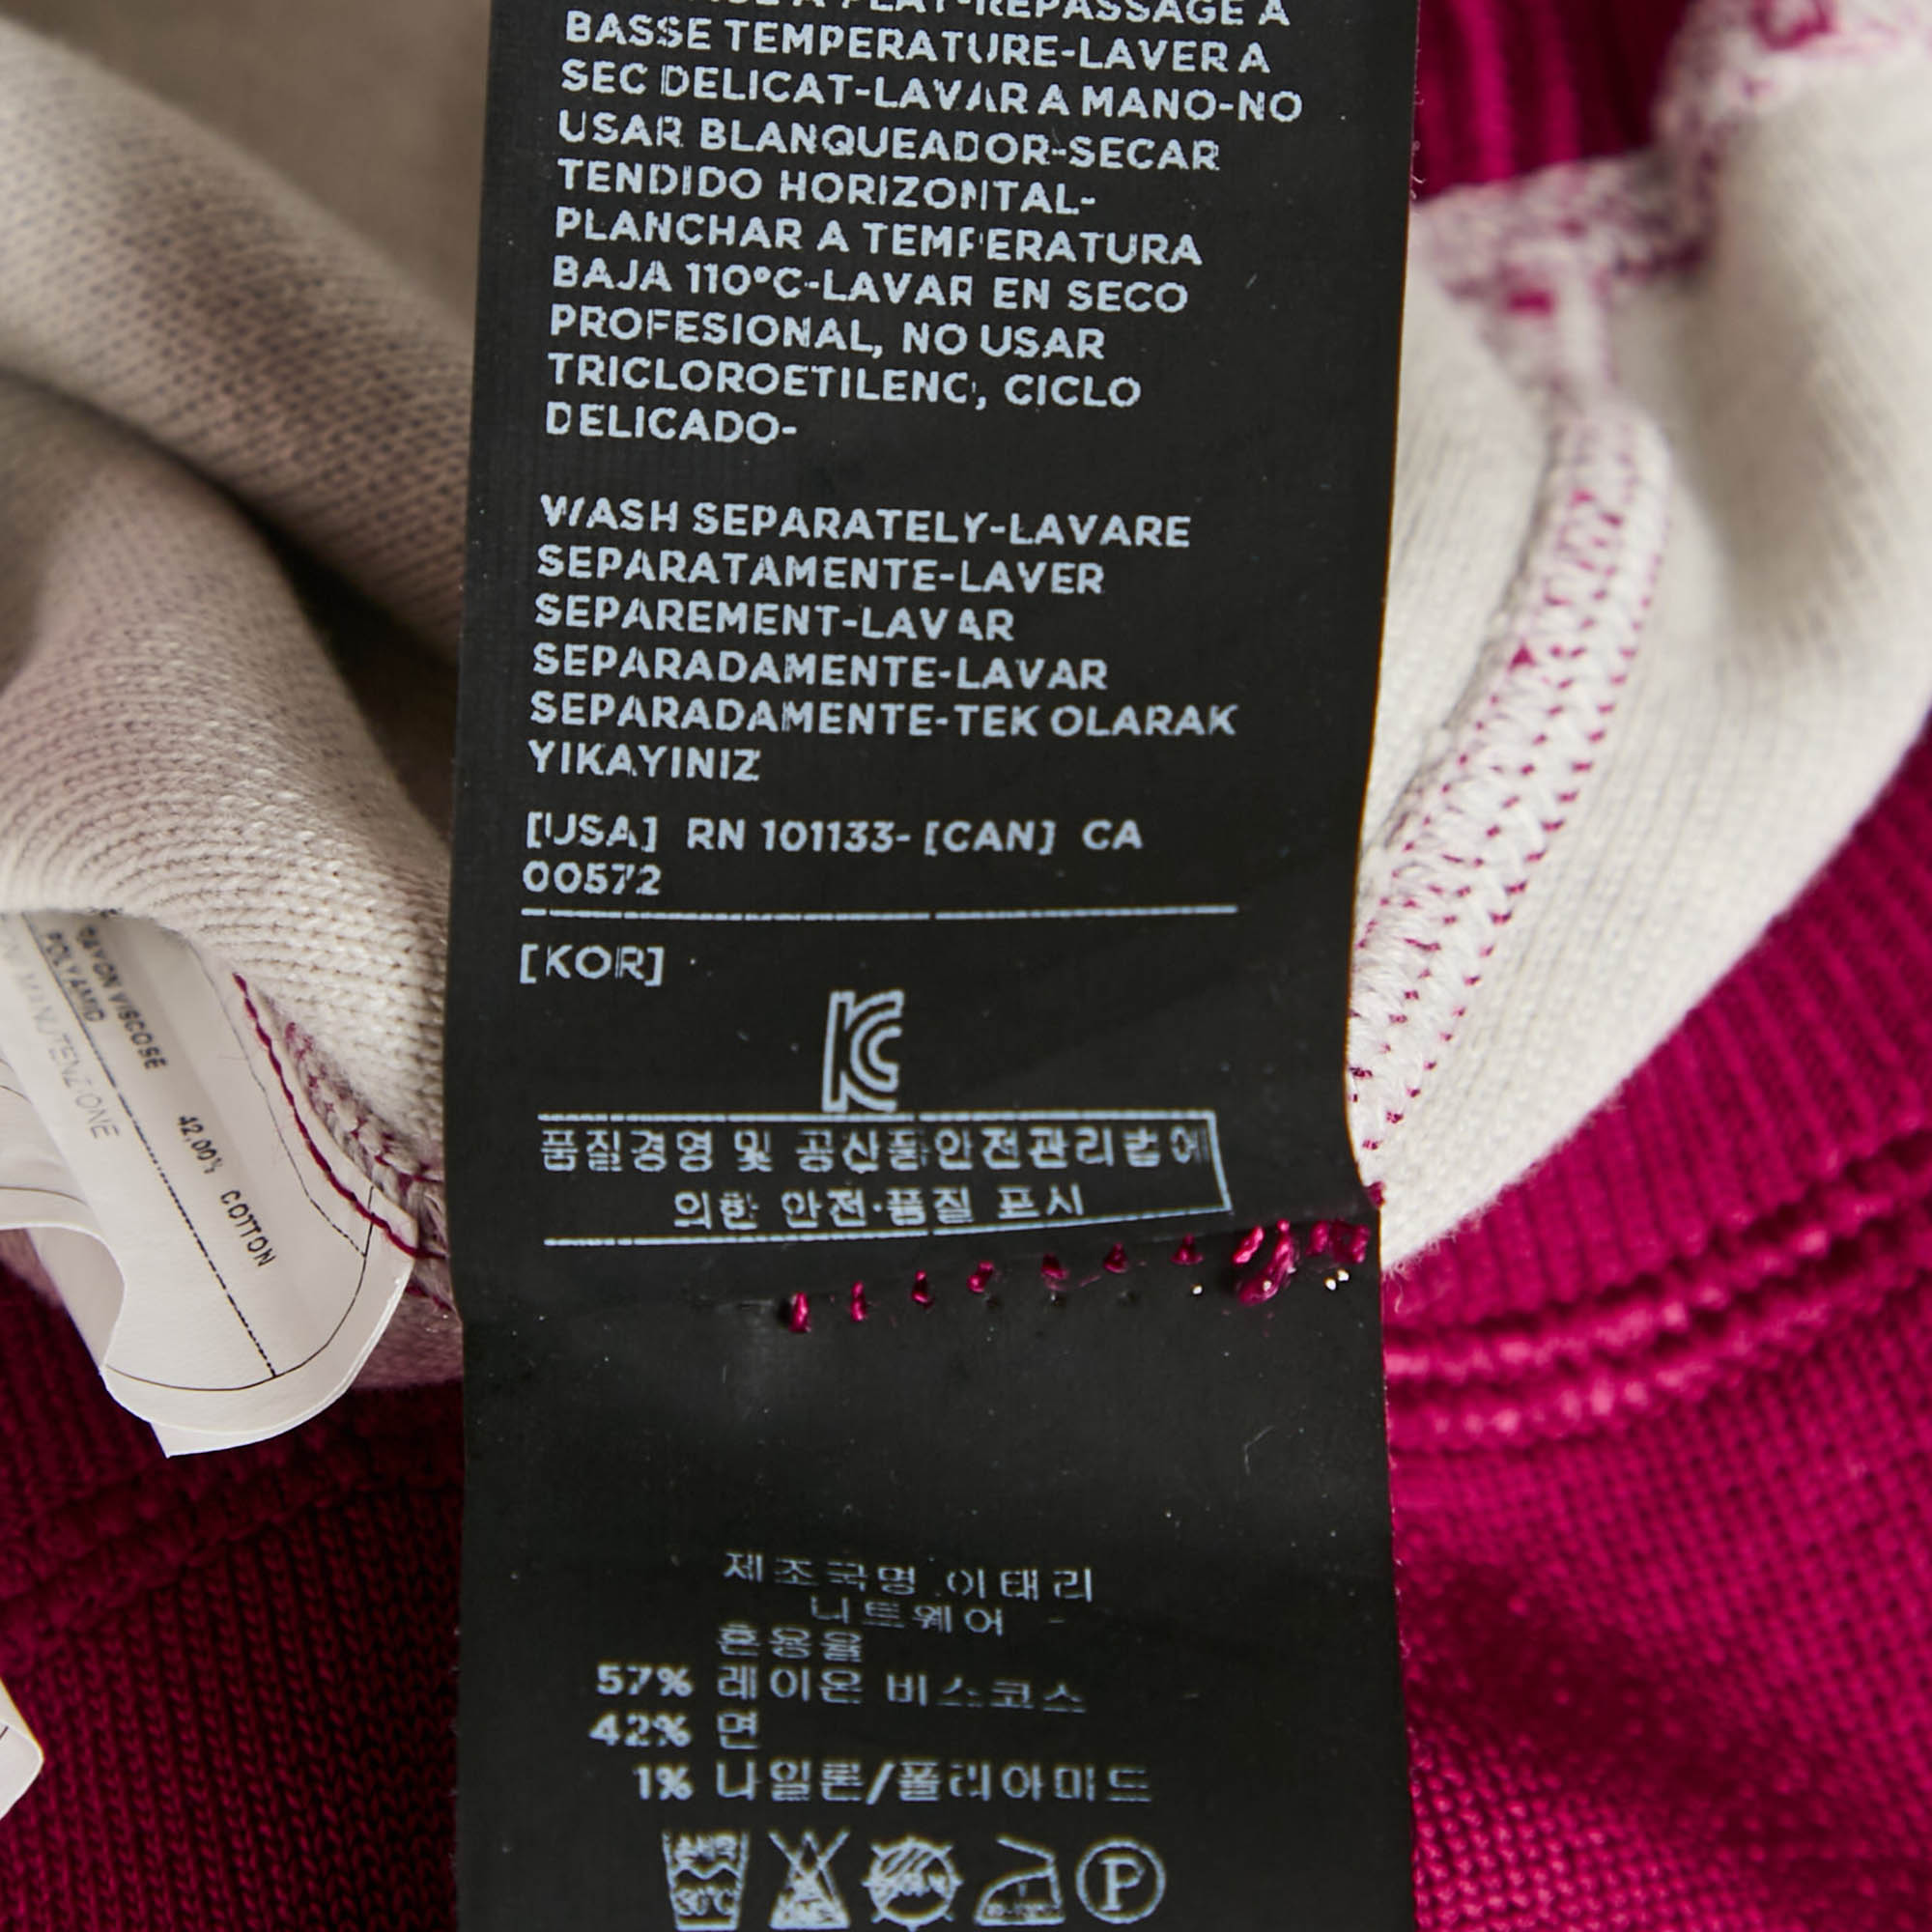 REPASSAGE A
BASSE TEMPERATURE-LAVER A
SEC DELICAT-LAVAR A MANO-NO
USAR BLANQUEADOR-SECAR
TENDIDO HORIZONTAL-
PLANCHAR A TEMPERATURA
BAJA 110°C-LAVAR EN SECO
PROFESIONAL, NO USAR
TRICLOROETILENO, CICLO
DELICADO-
WASH SEPARATELY-LAVARE
SEPARATAMENTE-LAVER
SEPAREMENT-LAVAR
SEPARADAMENTE-LAVAR
SEPARADAMENTE-TEK OLARAK
YIKAYINIZ
[USA] RN 101133- [CAN] CA
00572
[KOR]
품질경영 및 공산품안전관리법에
의한 안전·품질 표시
제조국명 이태리
니트웨어
혼용율
57% 레이온 비스코스
42% 면
1% 나일론/폴리아미드
30°C
P
RAYON VISCOSE
POLYAMID
MANUTENZIONE
42.00% COTTON